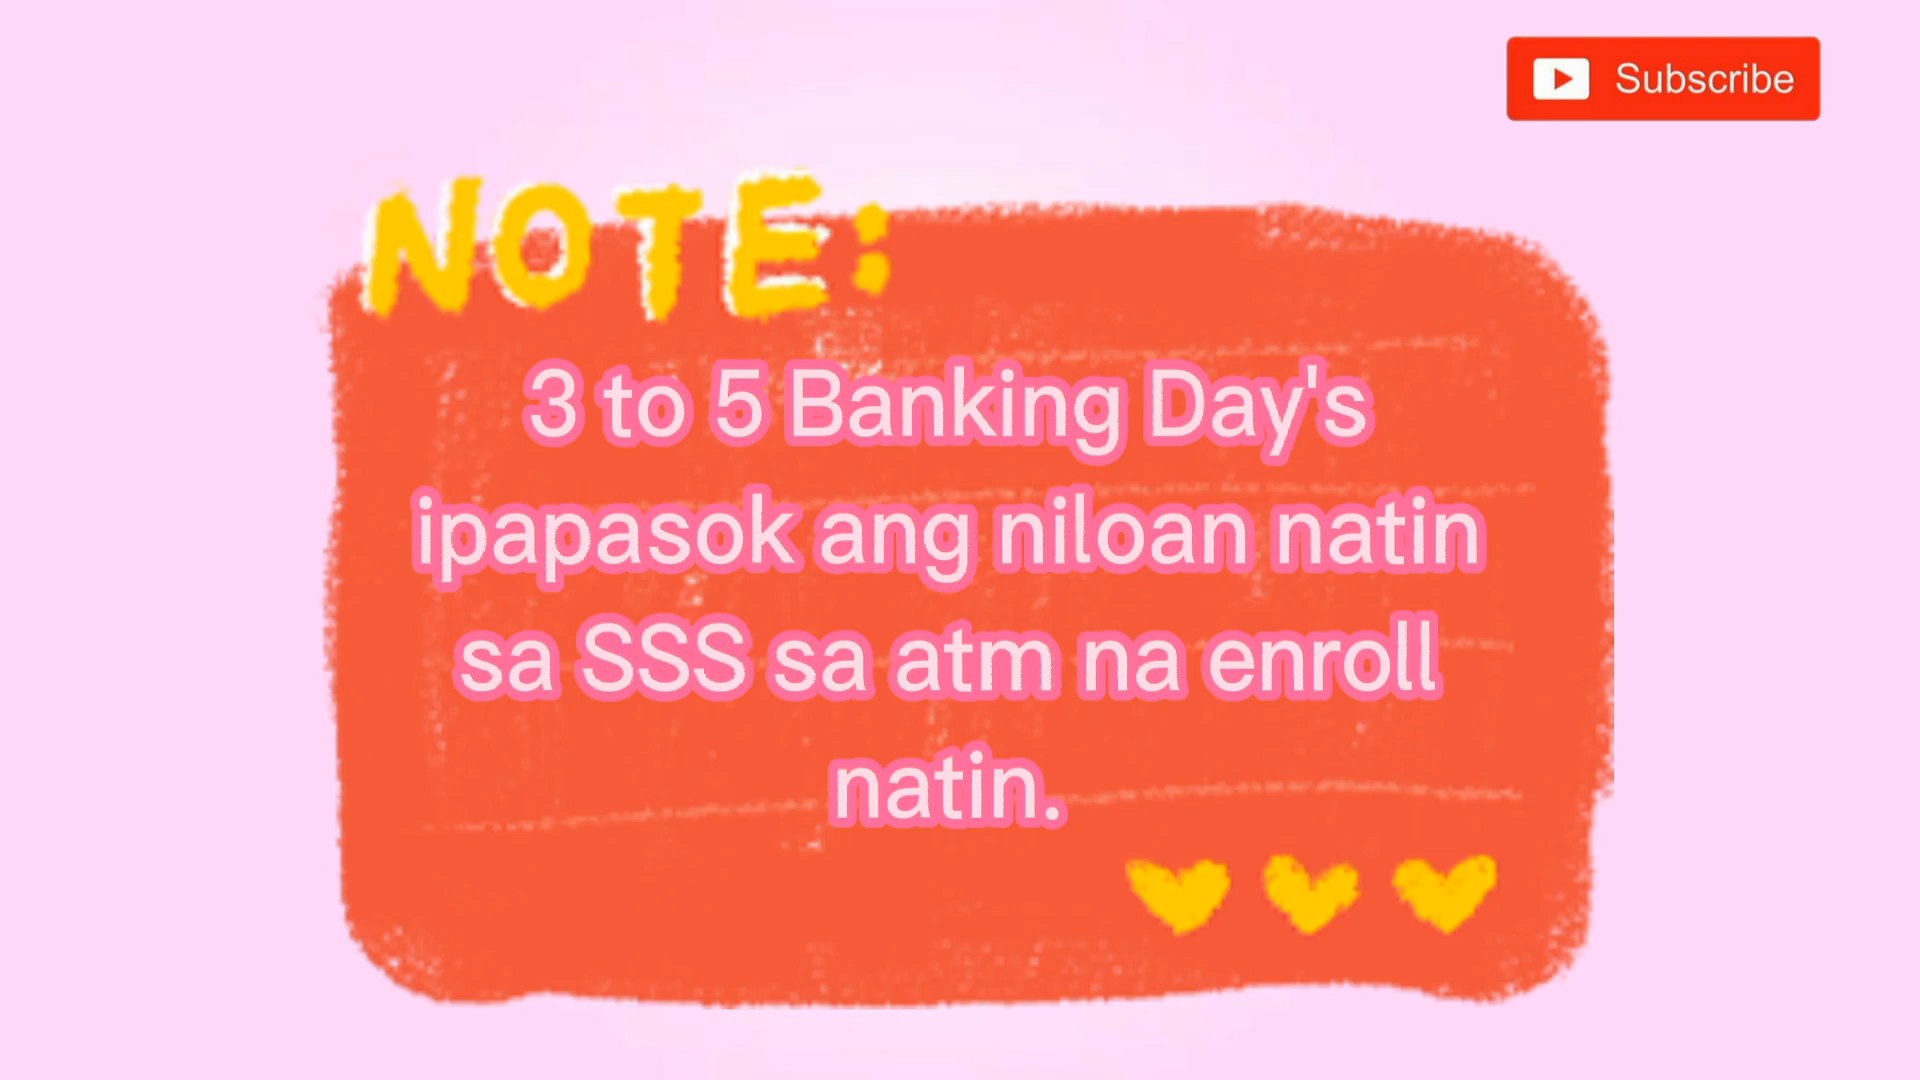 Subscribe
NOTE:
3 to 5 Banking Day's
ipapasok ang niloan natin
sa SSS sa atm na enroll
natin.